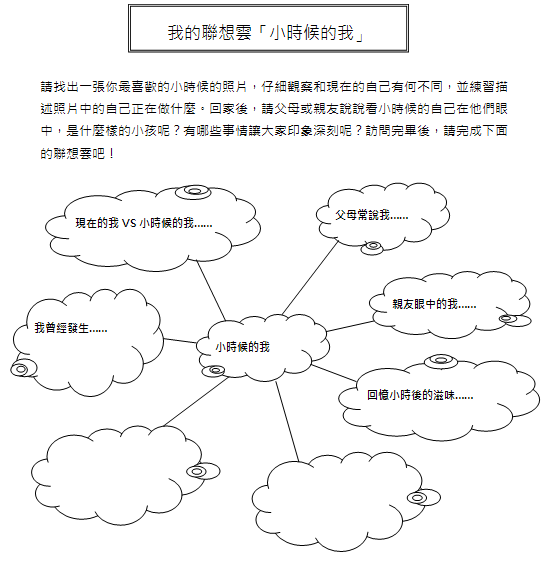 我的聯想雲「小時候的我」
請找出一張你最喜歡的小時候的照片，仔細觀察和現在的自己有何不同，並練習描
述照片中的自己正在做什麼。回家後，請父母或親友說說看小時候的自己在他們眼
中，是什麼樣的小孩呢？有哪些事情讓大家印象深刻呢？訪問完畢後，請完成下面
的聯想雲吧！
現在的我 VS 小時候的我……
父母常說我……
親友眼中的我……
我曾經發生……
小時候的我
回憶小時後的滋味……